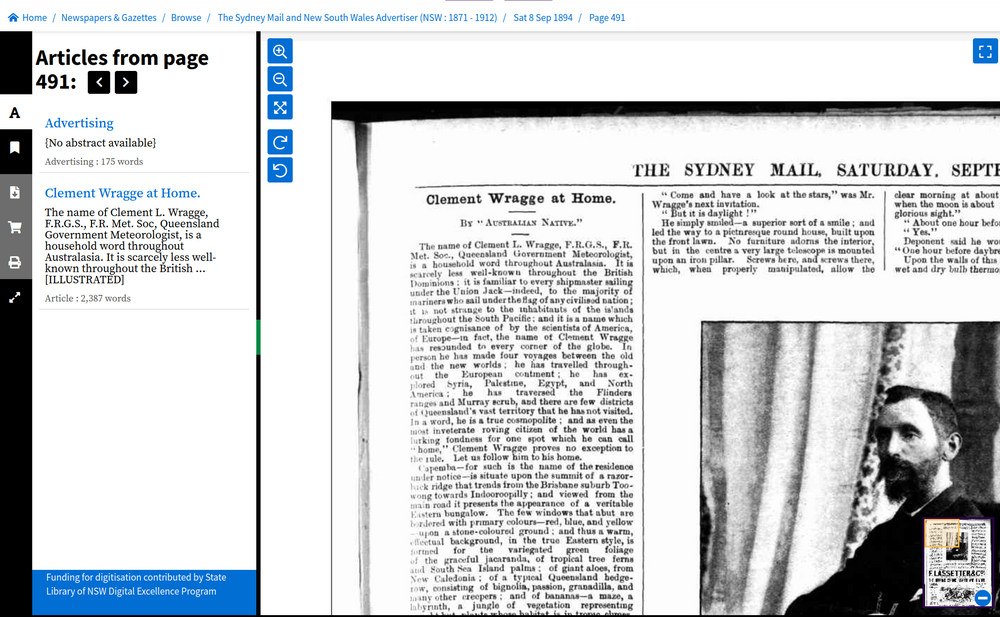 Home / Newspapers & Gazettes / Browse / The Sydney Mail and New South Wales Advertiser (NSW : 1871 - 1912) / Sat 8 Sep 1894 / Page 491
Articles from page
491:
A
Advertising
{No abstract available}
Advertising : 175 words
Clement Wragge at Home.
The name of Clement L. Wragge,
F.R.G.S., F.R. Met. Soc, Queensland
Government Meteorologist, is a
household word throughout
Australasia. It is scarcely less well-
known throughout the British ...
[ILLUSTRATED]
Article : 2,387 words
Funding for digitisation contributed by State
Library of NSW Digital Excellence Program
THE SYDNEY MAIL, SATURDAY, SEPT
Clement Wragge at Home.
By "Australian Native."
The name of Clement L. Wragge, F.R.G.S., F.R.
Met. Soc., Queensland Government Meteorologist,
is a household word throughout Australasia. It is
scarcely less well-known throughout the British
Dominions; it is familiar to every shipmaster sailing
under the Union Jack—indeed, to the majority of
mariners who sail under the flag of any civilised nation;
it is not strange to the inhabitants of the islands
throughout the South Pacific; and it is a name which
is taken cognisance of by the scientists of America,
of Europe—in fact, the name of Clement Wragge
has resounded to every corner of the globe. In
person he has made four voyages between the old
and the new worlds; he has travelled through-
out the European continent; he has ex-
plored Syria, Palestine, Egypt, and North
America; he has traversed the Flinders
ranges and Murray scrub, and there are few districts
of Queensland's vast territory that he has not visited.
In a word, he is a true cosmopolite; and as even the
most inveterate roving citizen of the world has a
lurking fondness for one spot which he can call
"home," Clement Wragge proves no exception to
the rule. Let us follow him to his home.
Capemba—for such is the name of the residence
under notice—is situate upon the summit of a razor-
back ridge that trends from the Brisbane suburb Too-
wong towards Indooroopilly; and viewed from the
main road it presents the appearance of a veritable
Eastern bungalow. The few windows that abut are
bordered with primary colours—red, blue, and yellow
—upon a stone-coloured ground; and thus a warm,
effectual background, in the true Eastern style, is
formed for the variegated green foliage
of the graceful jacaranda, of tropical tree ferns
and South Sea Island palms; of giant aloes, from
New Caledonia; of a typical Queensland hedge-
row, consisting of bignolia, passion, granadilla, and
many other creepers; and of bananas—a maze, a
labyrinth, a jungle of vegetation representing
"Come and have a look at the stars," was Mr.
Wragge's next invitation.
"But it is daylight!"
He simply smiled—a superior sort of a smile; and
led the way to a picturesque round house, built upon
the front lawn. No furniture adorns the interior,
but in the centre a very large telescope is mounted
upon an iron pillar. Screws here, and screws there,
which, when properly manipulated, allow the
clear morning at about
when the moon is about
glorious sight."
"About one hour befo
"Yes."
Deponent said he wo
"One hour before daybre
Upon the walls of this
wet and dry bulb thermo
F. LASSETTER & CO